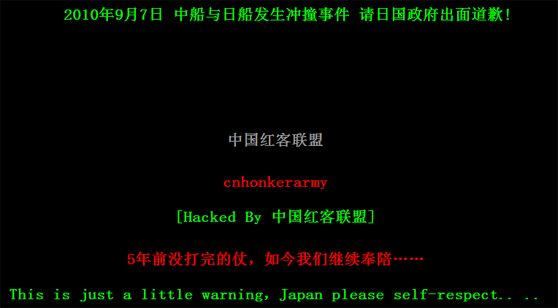 2010年9月7日 中船与日船发生冲撞事件 请日国政府出面道歉!
中国红客联盟
cnhonkerarmy
[Hacked By 中国红客联盟]
5年前没打完的仗，如今我们继续奉陪……
This is just a little warning, Japan please self-respect.. ..